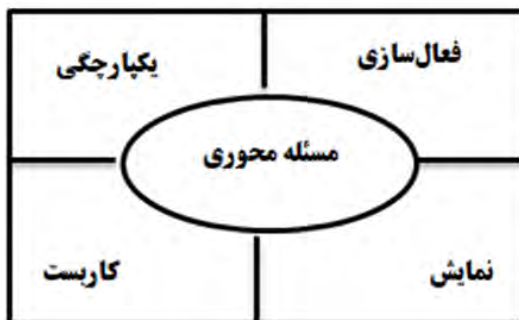 فعال‌سازی
یکپارچگی
مسئله محوری
نمایش
کاربست